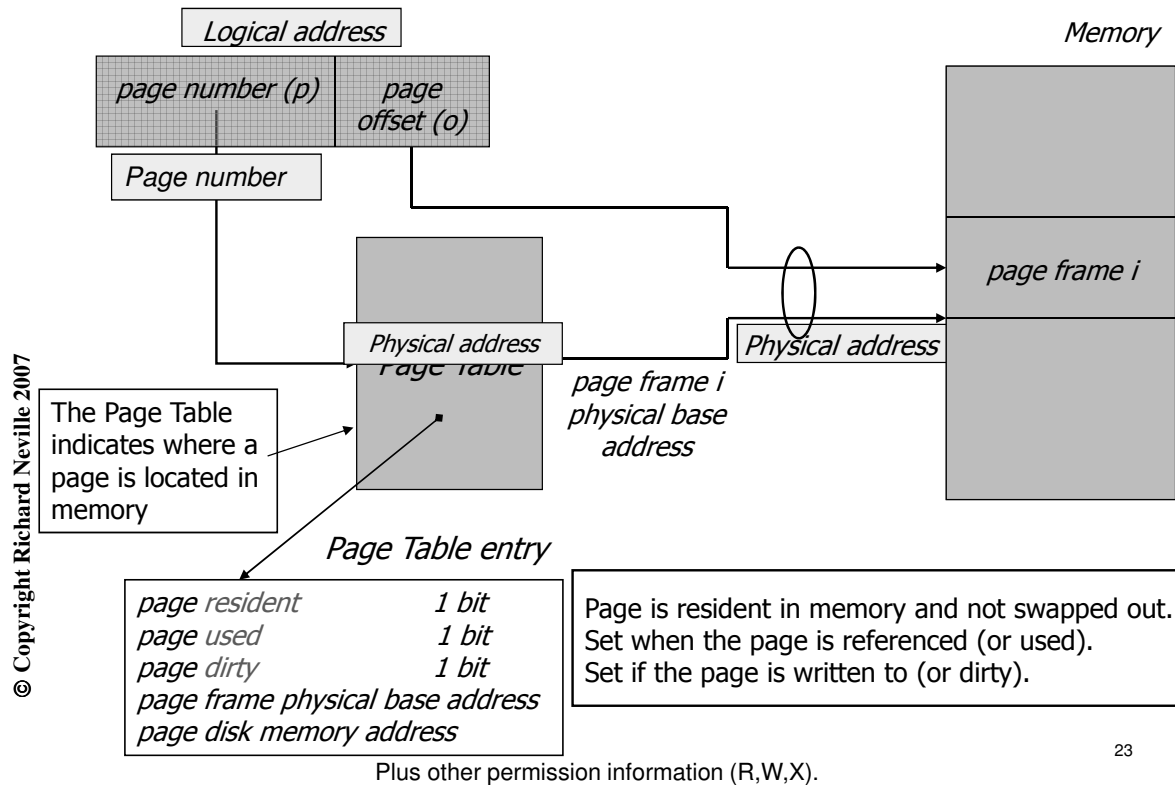 Logical address
Memory
page number (p)
page
offset (o)
Page number
page frame i
Physical address
Page Table
Physical address
page frame i
physical base
address
The Page Table
indicates where a
page is located in
memory
© Copyright Richard Neville 2007
Page Table entry
page resident 1 bit
page used 1 bit
page dirty 1 bit
page frame physical base address
page disk memory address
Page is resident in memory and not swapped out.
Set when the page is referenced (or used).
Set if the page is written to (or dirty).
23
Plus other permission information (R,W,X).